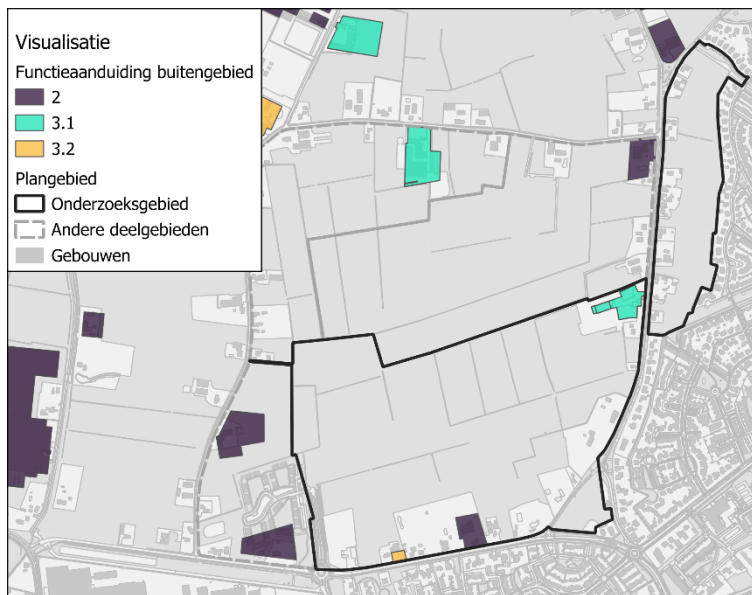 Visualisatie
Functieaanduiding buitengebied
2
3.1
3.2
Plangebied
Onderzoeksgebied
Andere deelgebieden
Gebouwen